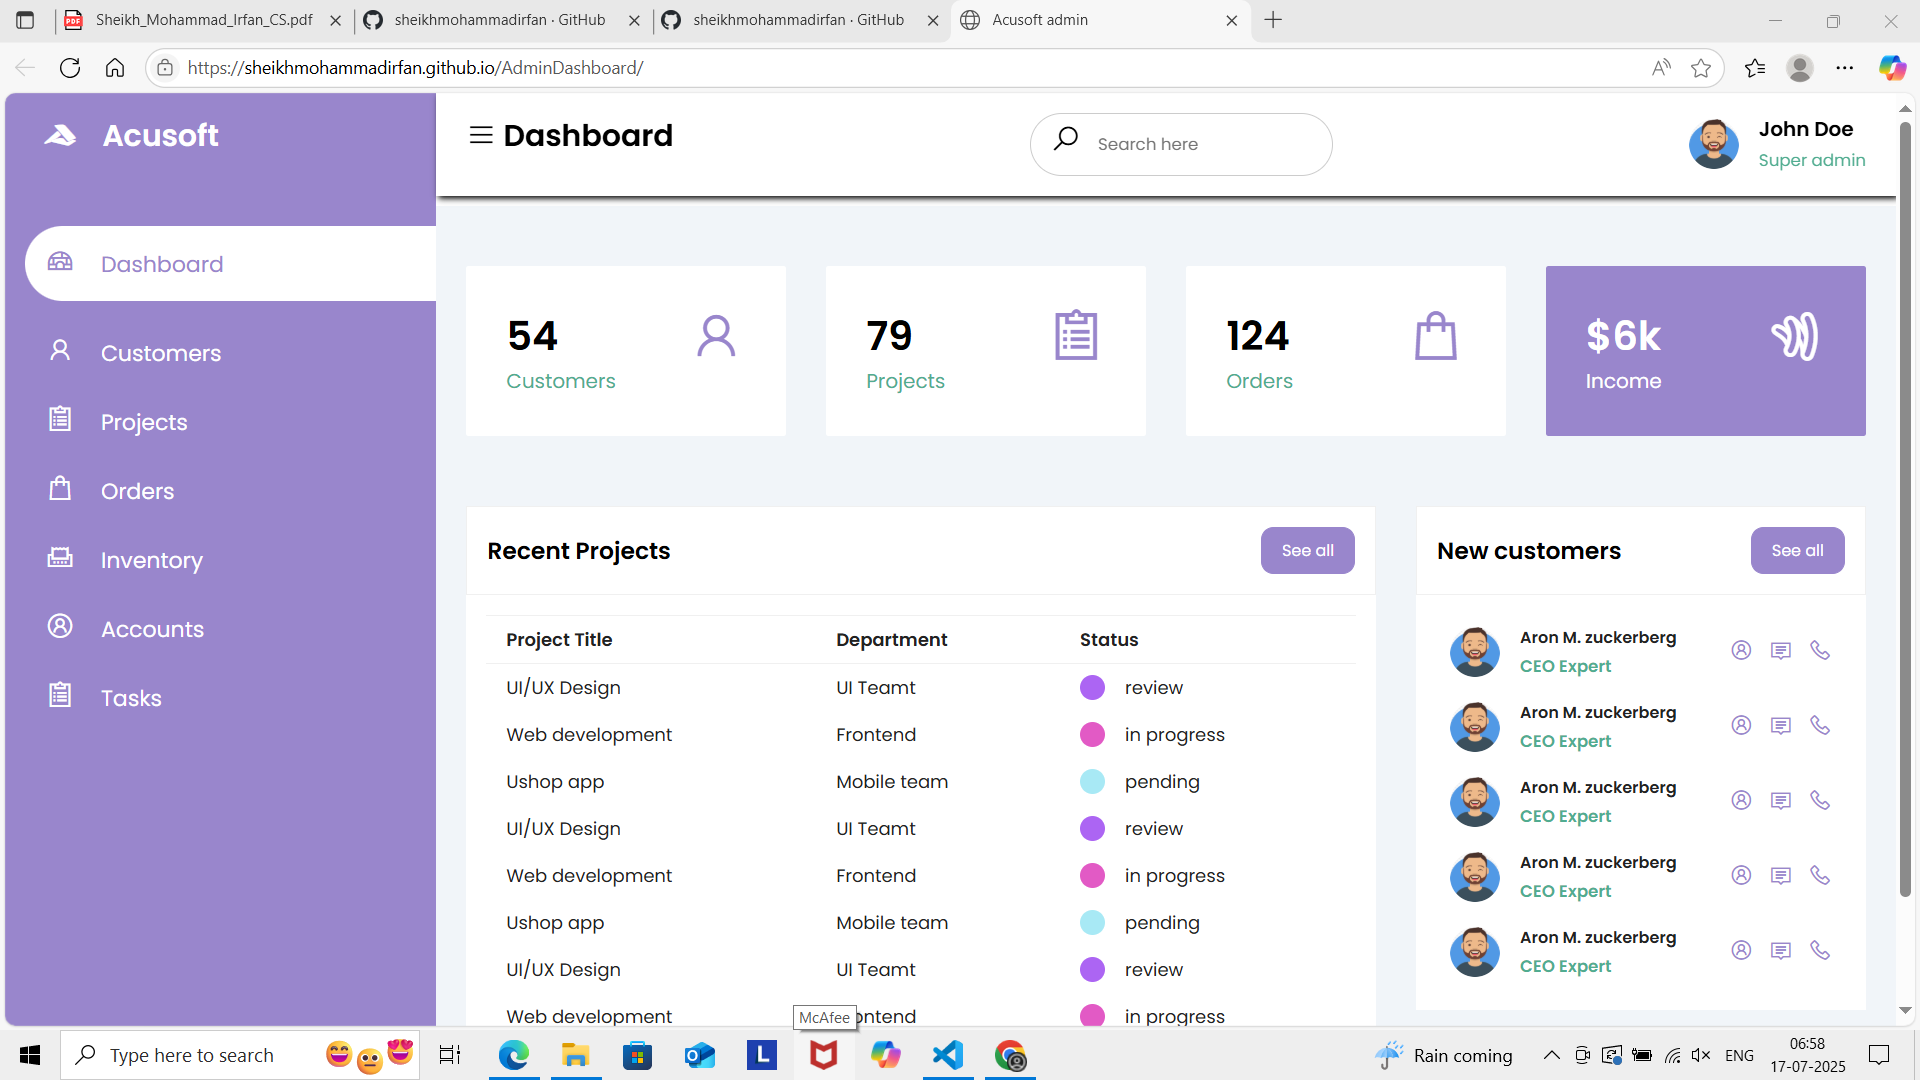 Sheikh_Mohammad_Irfan_CS.pdf
sheikhmohammadirfan · GitHub
sheikhmohammadirfan · GitHub
Acusoft admin
https://sheikhmohammadirfan.github.io/AdminDashboard/
Acusoft
Dashboard
Customers
Projects
Orders
Inventory
Accounts
Tasks
Dashboard
Search here
John Doe
Super admin
54
Customers
79
Projects
124
Orders
$6k
Income
Recent Projects
See all
Project Title Department Status
UI/UX Design UI Teamt review
Web development Frontend in progress
Ushop app Mobile team pending
UI/UX Design UI Teamt review
Web development Frontend in progress
Ushop app Mobile team pending
UI/UX Design UI Teamt review
Web development ontend in progress
McAfee
New customers
See all
Aron M. zuckerberg
CEO Expert
Aron M. zuckerberg
CEO Expert
Aron M. zuckerberg
CEO Expert
Aron M. zuckerberg
CEO Expert
Aron M. zuckerberg
CEO Expert
Type here to search
Rain coming
ENG
06:58
17-07-2025